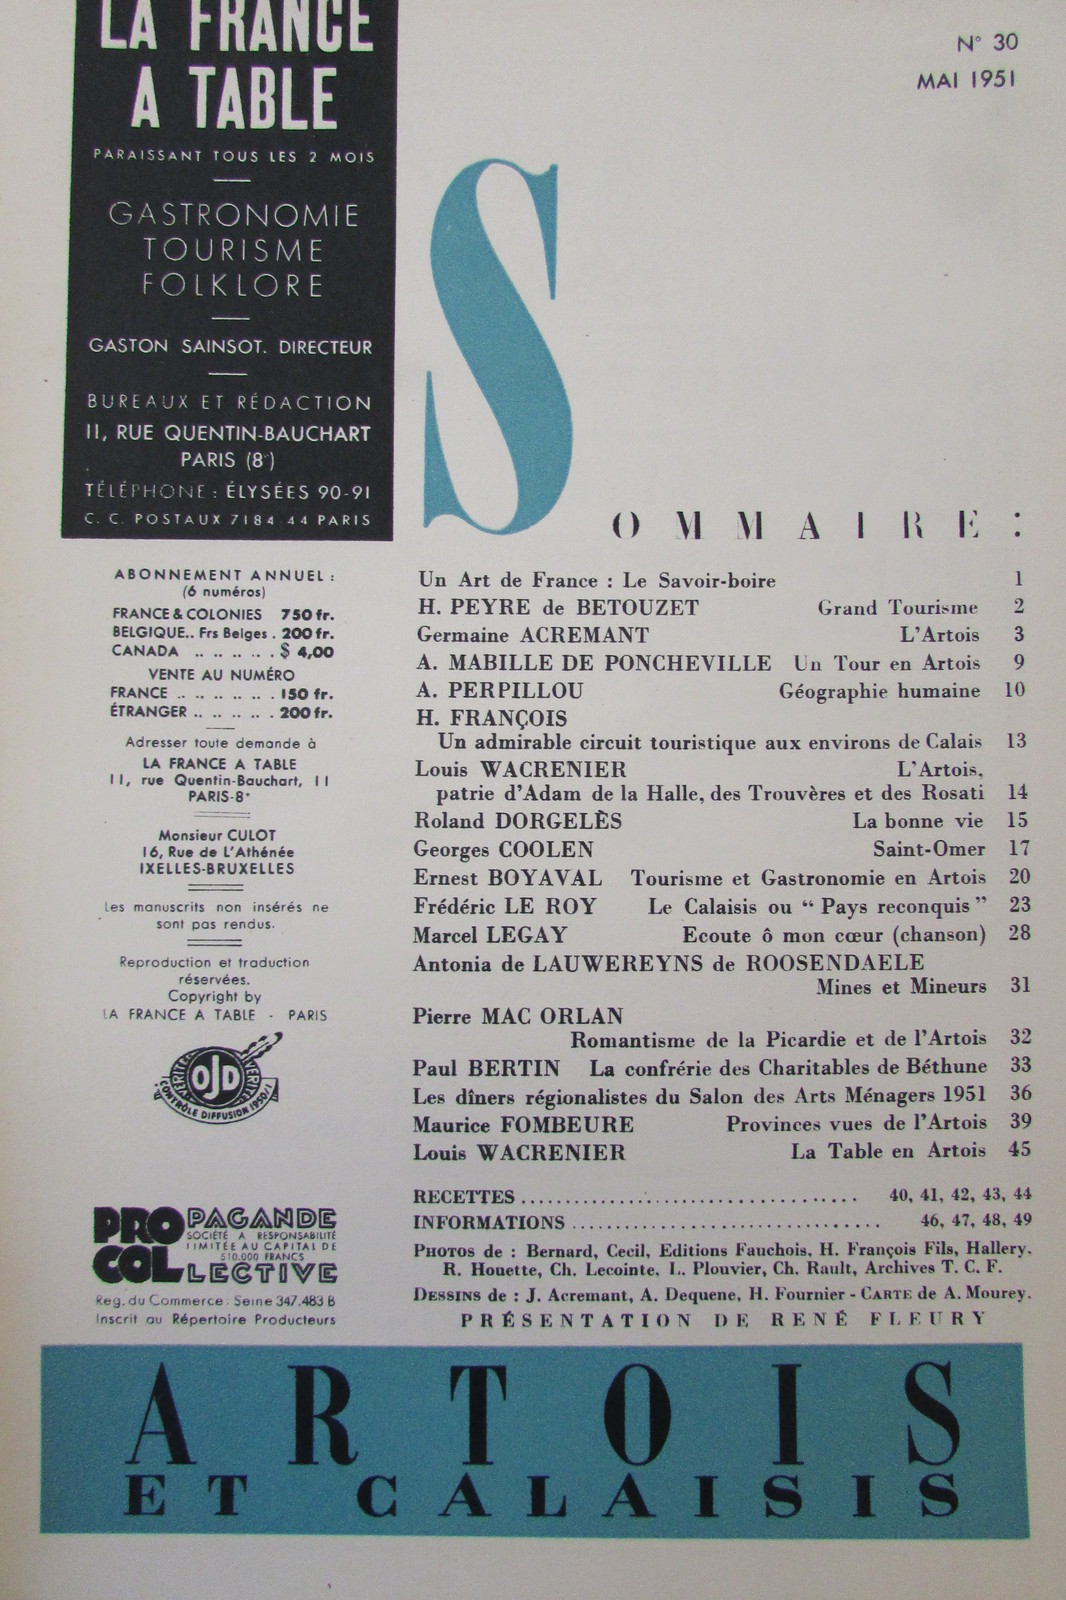 LA FRANCE
A TABLE
PARAISSANT TOUS LES 2 MOIS
GASTRONOMIE
TOURISME
FOLKLORE
GASTON SAINSOT. DIRECTEUR
BUREAUX ET RÉDACTION
11, RUE QUENTIN-BAUCHART
PARIS (8e)
TÉLÉPHONE : ÉLYSÉES 90-91
C. C. POSTAUX 7184-44 PARIS
N° 30
MAI 1951
SOMMAIRE :
ABONNEMENT ANNUEL :
(6 numéros)
FRANCE & COLONIES 750 fr.
BELGIQUE.. Frs Belges . 200 fr.
CANADA .. .. .. . $ 4,00
VENTE AU NUMÉRO
FRANCE .. .. .. .. . 150 fr.
ÉTRANGER .. .. .. . 200 fr.
Adresser toute demande à
LA FRANCE A TABLE
11, rue Quentin-Bauchart, 11
PARIS-8e
Monsieur CULOT
16, Rue de L'Athénée
IXELLES-BRUXELLES
Les manuscrits non insérés ne
sont pas rendus.
Reproduction et traduction
réservées.
Copyright by
LA FRANCE A TABLE - PARIS
VÉRITÉ OJD VÉRITÉ
CONTRÔLE DIFFUSION 1950/1
PROPAGANDE
SOCIÉTÉ A RESPONSABILITÉ
LIMITÉE AU CAPITAL DE
510.000 FRANCS
COLLECTIVE
Reg. du Commerce : Seine 347.483 B
Inscrit au Répertoire Producteurs
Un Art de France : Le Savoir-boire 1
H. PEYRE de BETOUZET Grand Tourisme 2
Germaine ACREMANT L'Artois 3
A. MABILLE DE PONCHEVILLE Un Tour en Artois 9
A. PERPILLOU Géographie humaine 10
H. FRANÇOIS
Un admirable circuit touristique aux environs de Calais 13
Louis WACRENIER L'Artois,
patrie d'Adam de la Halle, des Trouvères et des Rosati 14
Roland DORGELÈS La bonne vie 15
Georges COOLEN Saint-Omer 17
Ernest BOYAVAL Tourisme et Gastronomie en Artois 20
Frédéric LE ROY Le Calaisis ou “ Pays reconquis ” 23
Marcel LEGAY Ecoute ô mon cœur (chanson) 28
Antonia de LAUWEREYNS de ROOSENDAELE
Mines et Mineurs 31
Pierre MAC ORLAN
Romantisme de la Picardie et de l'Artois 32
Paul BERTIN La confrérie des Charitables de Béthune 33
Les dîners régionalistes du Salon des Arts Ménagers 1951 36
Maurice FOMBEURE Provinces vues de l'Artois 39
Louis WACRENIER La Table en Artois 45
RECETTES ...................................... 40, 41, 42, 43, 44
INFORMATIONS .................................. 46, 47, 48, 49
PHOTOS de : Bernard, Cecil, Editions Fauchois, H. François Fils, Hallery,
R. Houette, Ch. Lecointe, L. Plouvier, Ch. Rault, Archives T. C. F.
DESSINS de : J. Acremant, A. Dequene, H. Fournier - CARTE de A. Mourey.
PRÉSENTATION DE RENÉ FLEURY
ARTOIS
ET CALAISIS